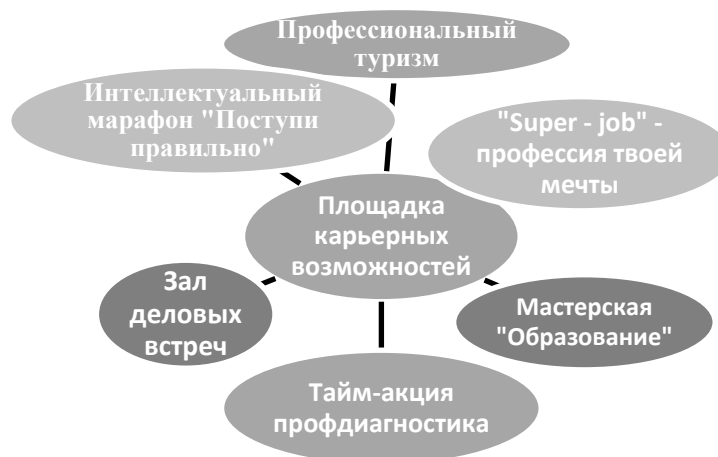 Профессиональный
туризм
Интеллектуальный
марафон "Поступи
правильно"
"Super - job" -
профессия твоей
мечты
Площадка
карьерных
возможностей
Зал
деловых
встреч
Мастерская
"Образование"
Тайм-акция
профдиагностика